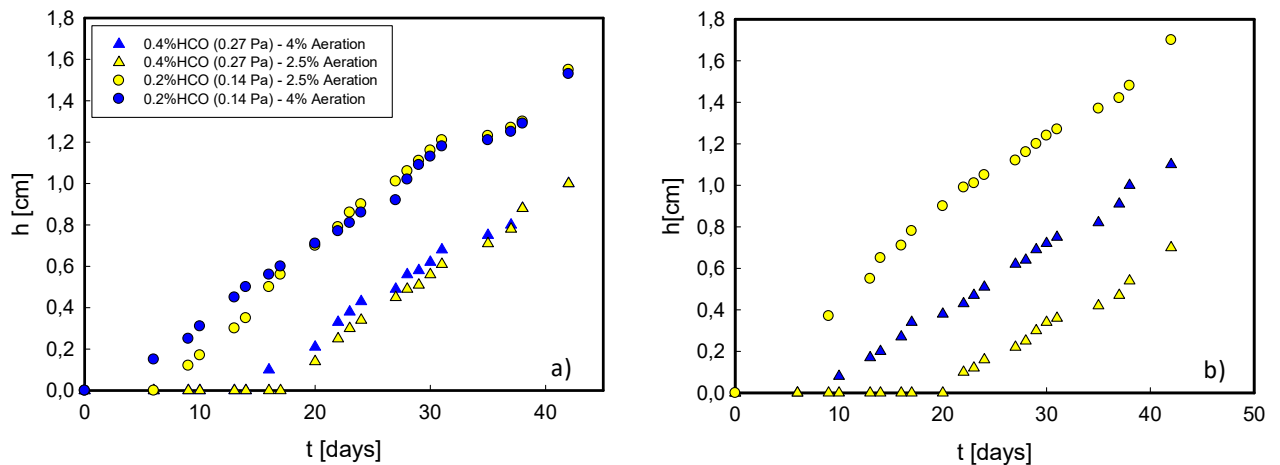 1,8
1,6
1,4
1,2
1,0
0,8
0,6
0,4
0,2
0,0
h [cm]
0.4%HCO (0.27 Pa) - 4% Aeration
0.4%HCO (0.27 Pa) - 2.5% Aeration
0.2%HCO (0.14 Pa) - 2.5% Aeration
0.2%HCO (0.14 Pa) - 4% Aeration
a)
0 10 20 30 40
t [days]
1,8
1,6
1,4
1,2
1,0
0,8
0,6
0,4
0,2
0,0
h[cm]
b)
0 10 20 30 40 50
t [days]